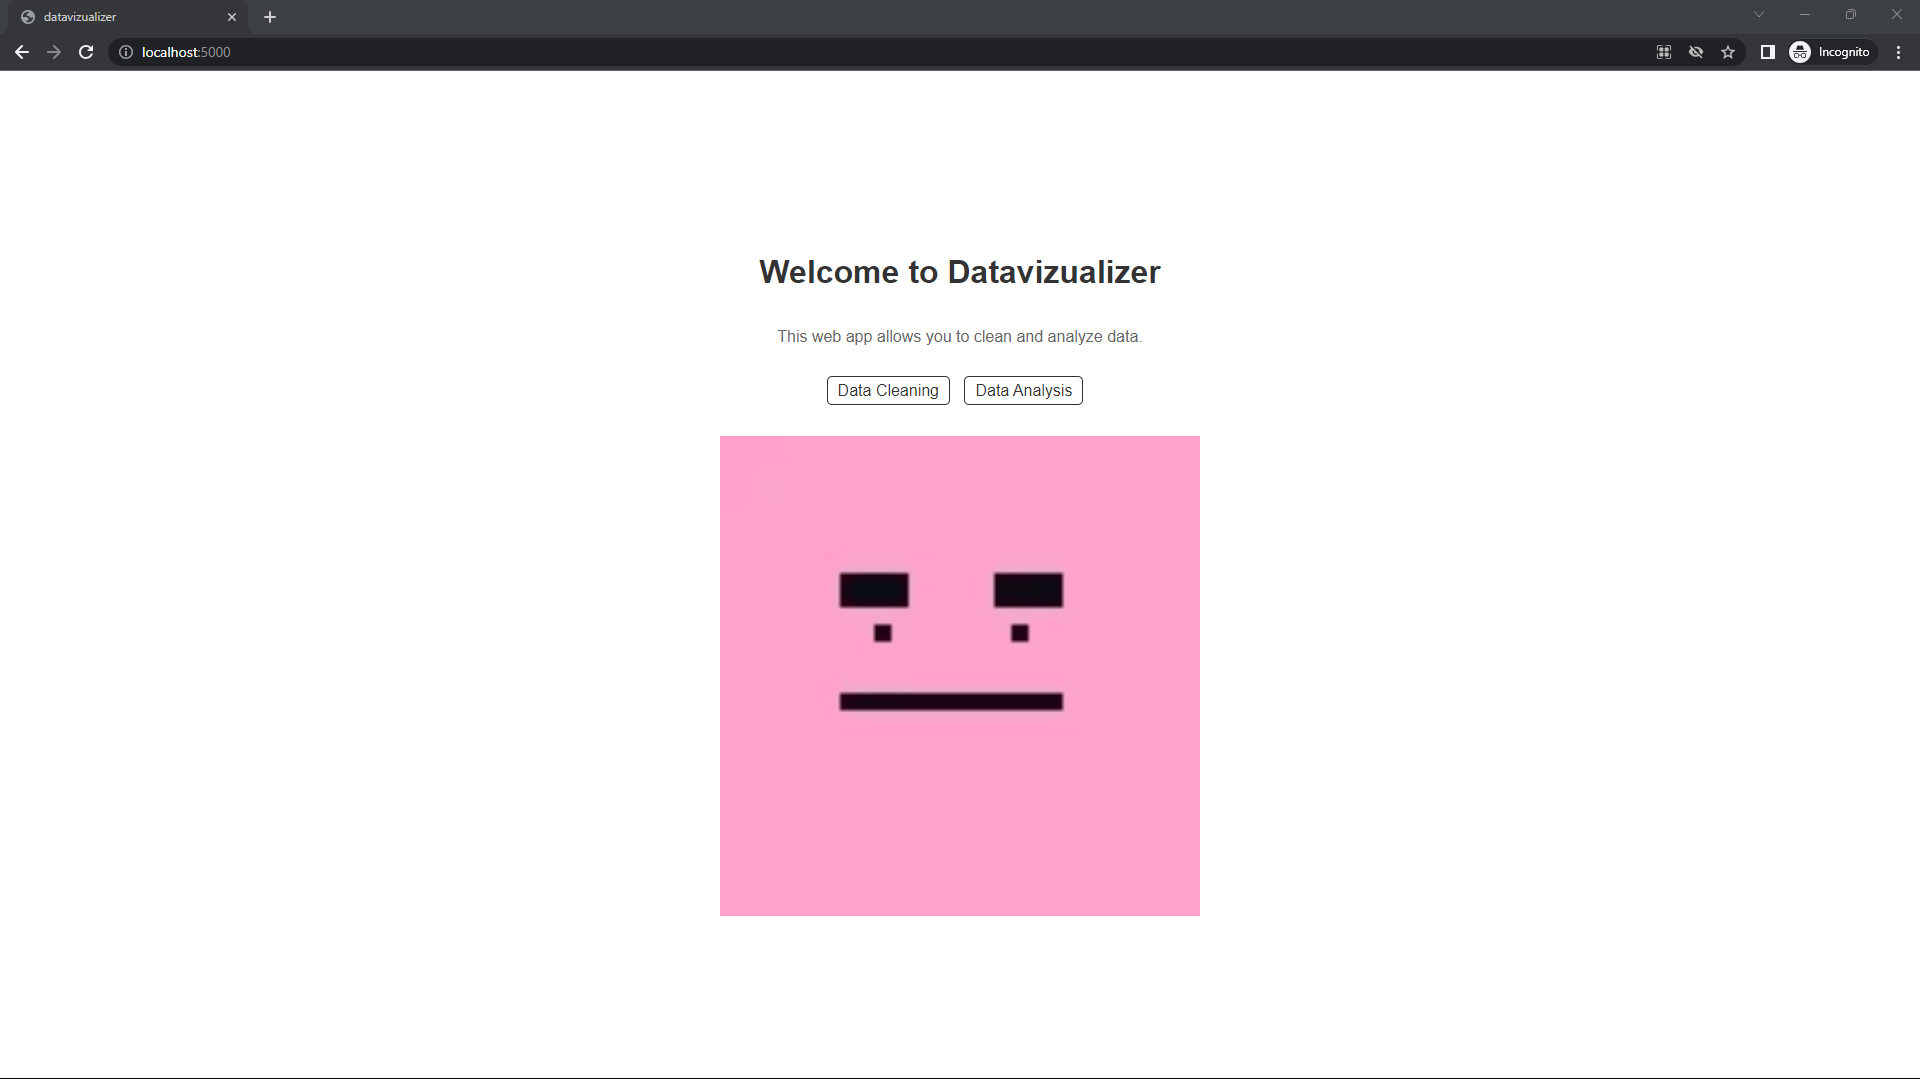 datavizualizer
localhost:5000
Incognito
Welcome to Datavizualizer
This web app allows you to clean and analyze data.
Data Cleaning
Data Analysis